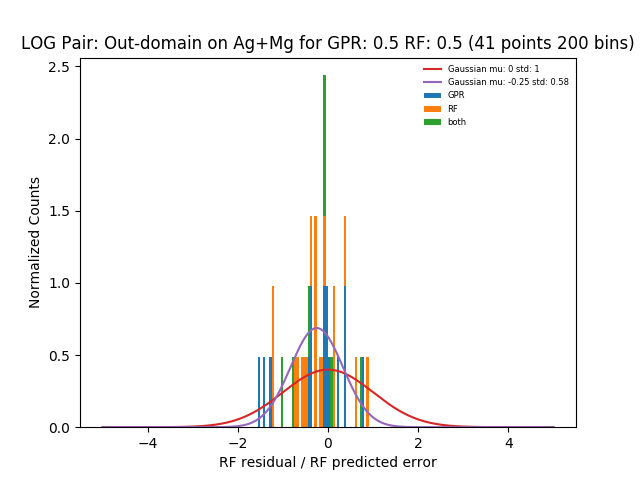 LOG Pair: Out-domain on Ag+Mg for GPR: 0.5 RF: 0.5 (41 points 200 bins)
Gaussian mu: 0 std: 1
Gaussian mu: -0.25 std: 0.58
GPR
RF
both
Normalized Counts
2.5
2.0
1.5
1.0
0.5
0.0
−4
−2
0
2
4
RF residual / RF predicted error